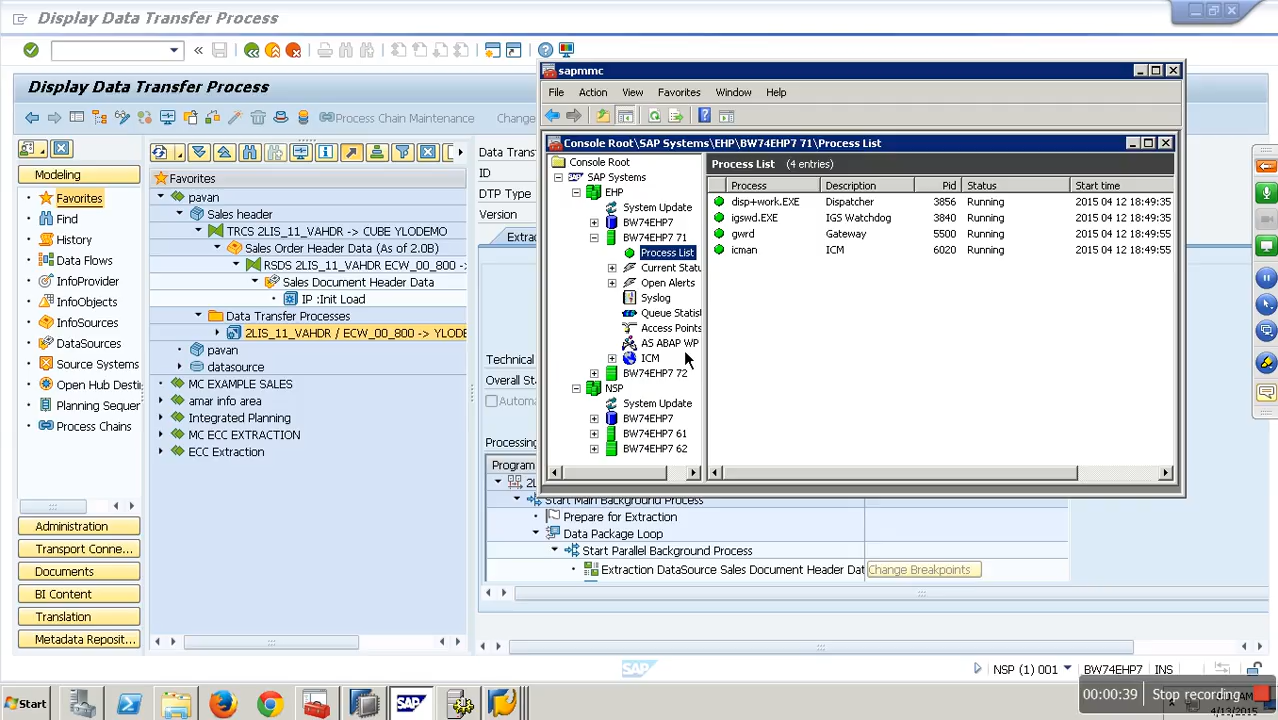 Display Data Transfer Process
Display Data Transfer Process
Process Chain Maintenance
Change
Modeling
Favorites
Find
History
Data Flows
InfoProvider
InfoObjects
InfoSources
DataSources
Source Systems
Open Hub Desti
Planning Sequer
Process Chains
Administration
Transport Conne...
Documents
BI Content
Translation
Metadata Reposit...
Favorites
pavan
Sales header
TRCS 2LIS_11_VAHDR -> CUBE YLODEMO
Sales Order Header Data (As of 2.0B)
RSDS 2LIS_11_VAHDR ECW_00_800 ->
Sales Document Header Data
IP :Init Load
Data Transfer Processes
2LIS_11_VAHDR / ECW_00_800 -> YLODE
pavan
datasource
MC EXAMPLE SALES
amar info area
Integrated Planning
MC ECC EXTRACTION
ECC Extraction
Data Trans
ID
DTP Type
Version
Extrac
Technical
Overall Sta
Automa
Processing
Program
2L
Start Main Background Process
Prepare for Extraction
Data Package Loop
Start Parallel Background Process
Extraction DataSource Sales Document Header Dat
Change Breakpoints
sapmmc
File Action View Favorites Window Help
Console Root\SAP Systems\EHP\BW74EHP7 71\Process List
Console Root
SAP Systems
EHP
System Update
BW74EHP7
BW74EHP7 71
Process List
Current Statu
Open Alerts
Syslog
Queue Statist
Access Points
AS ABAP WP
ICM
BW74EHP7 72
NSP
System Update
BW74EHP7
BW74EHP7 61
BW74EHP7 62
Process List (4 entries)
Process Description Pid Status Start time
disp+work.EXE Dispatcher 3856 Running 2015 04 12 18:49:35
igswd.EXE IGS Watchdog 3840 Running 2015 04 12 18:49:35
gwrd Gateway 5500 Running 2015 04 12 18:49:55
icman ICM 6020 Running 2015 04 12 18:49:55
SAP
NSP (1) 001 BW74EHP7 INS
Start
SAP
00:00:39 Stop recording
4/13/2015